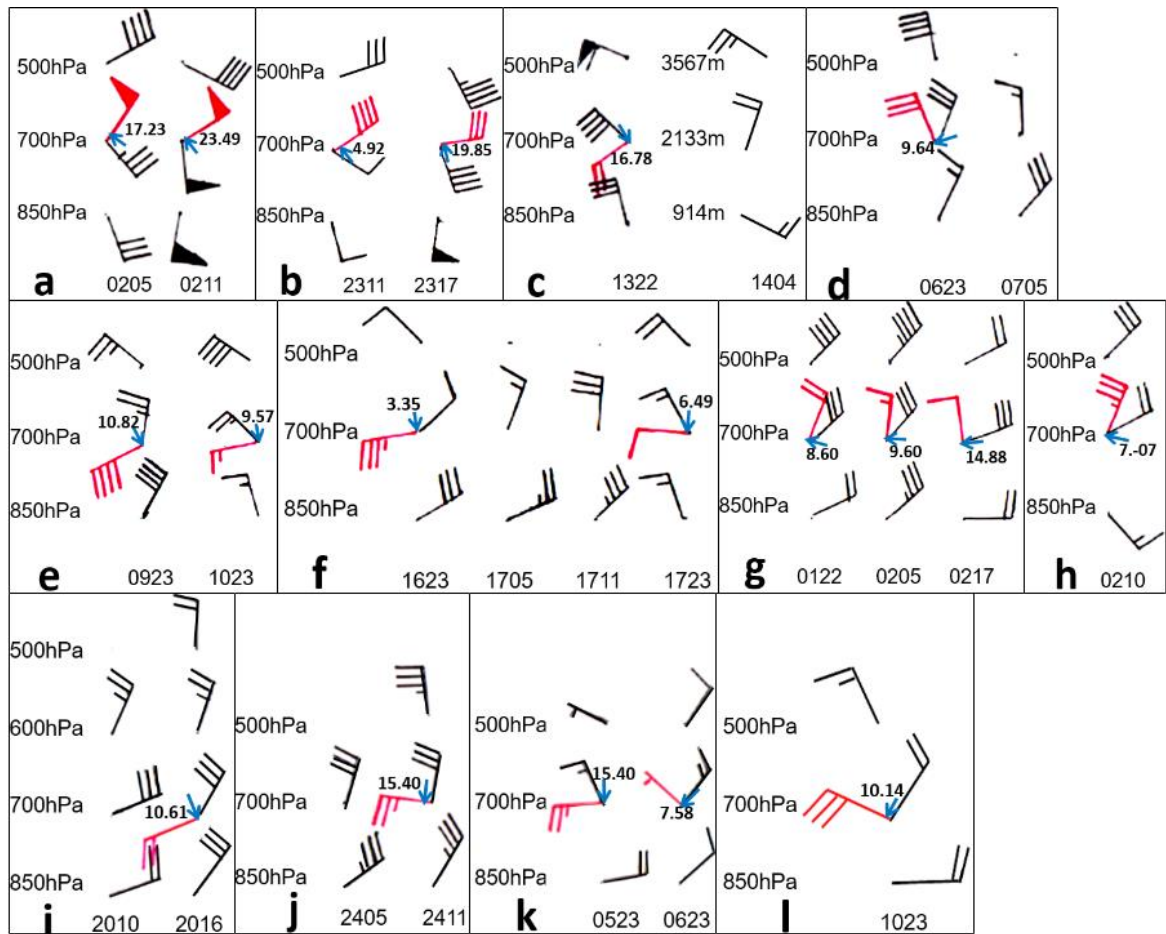 500hPa
700hPa 17.23 23.49
850hPa
a 0205 0211
500hPa
700hPa 4.92 19.85
850hPa
b 2311 2317
500hPa 3567m
700hPa 16.78 2133m
850hPa 914m
c 1322 1404
500hPa
700hPa 9.64
850hPa
d 0623 0705
500hPa
10.82 9.57
700hPa
850hPa
e 0923 1023
500hPa
3.35 6.49
700hPa
850hPa
f 1623 1705 1711 1723
500hPa
700hPa 8.60 9.60 14.88
850hPa
g 0122 0205 0217
500hPa
700hPa 7.-07
850hPa
h 0210
500hPa
600hPa
700hPa 10.61
850hPa
i 2010 2016
500hPa
15.40
700hPa
850hPa
j 2405 2411
500hPa
15.40
700hPa 7.58
850hPa
k 0523 0623
500hPa
10.14
700hPa
850hPa
l 1023